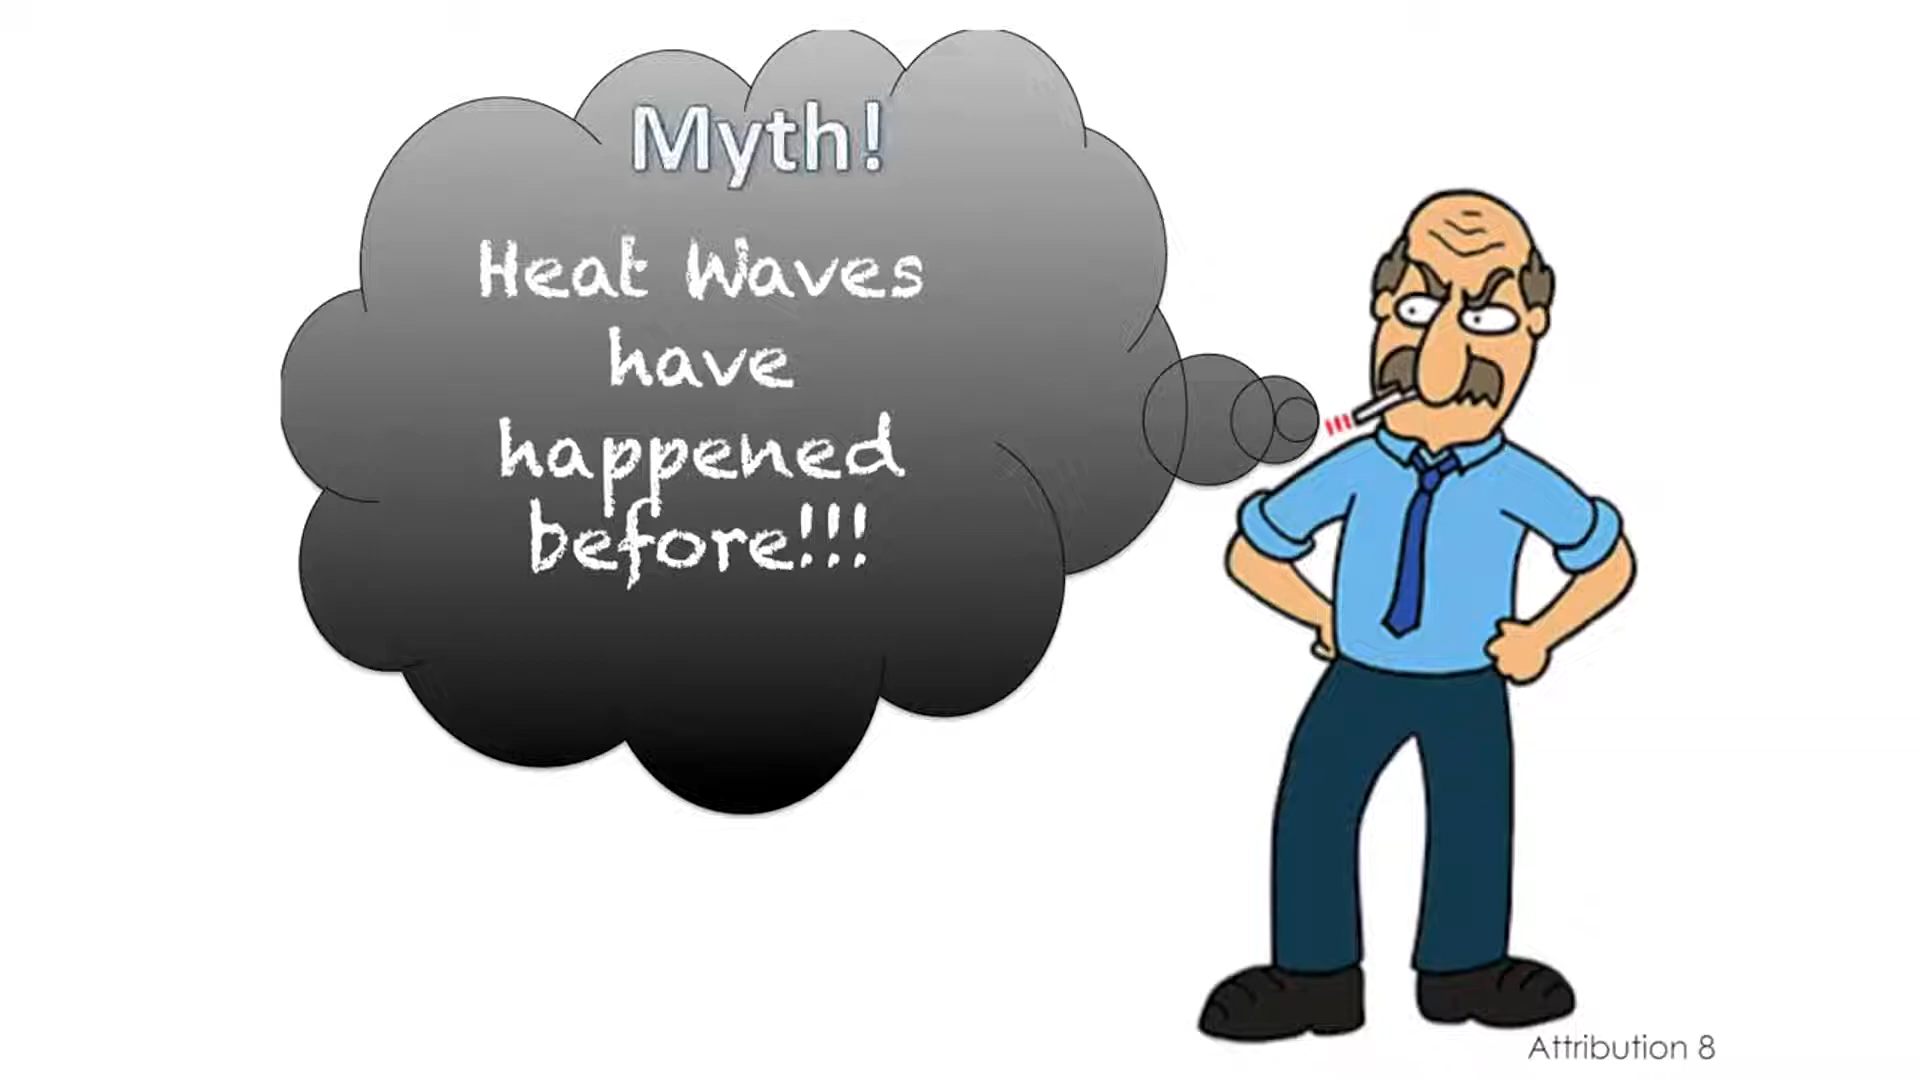 Myth!
Heat Waves
have
happened
before!!!
Attribution 8